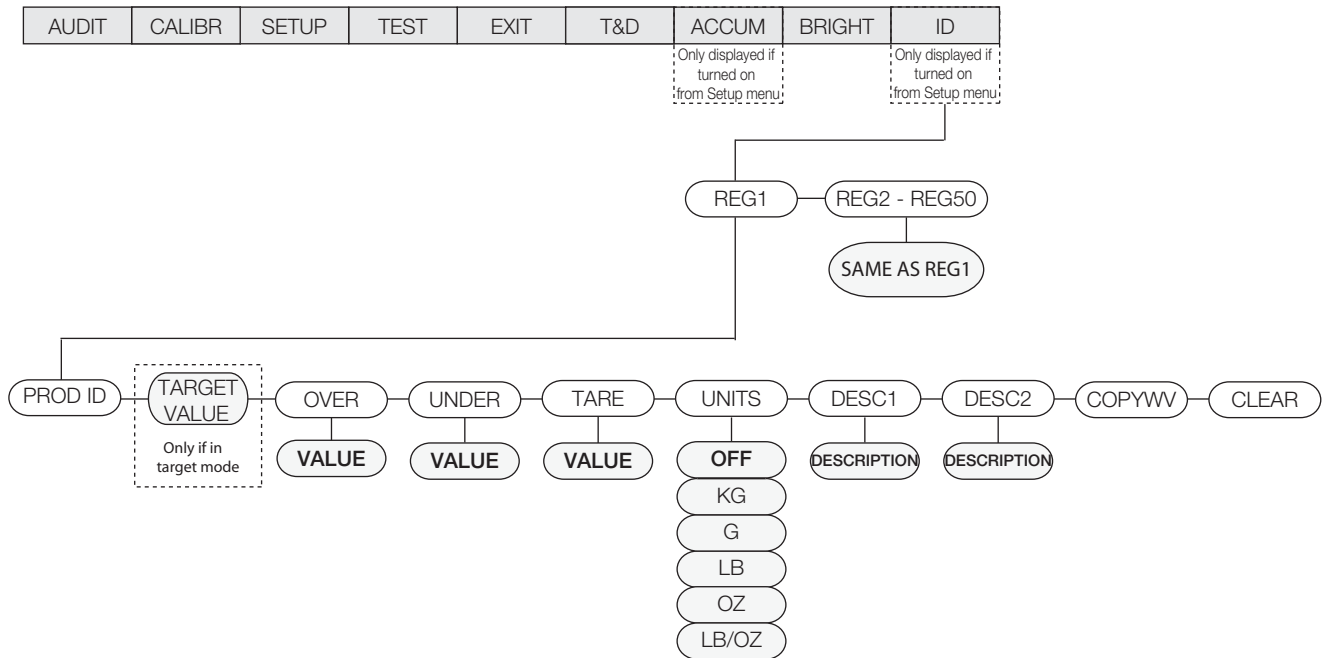 AUDIT CALIBR SETUP TEST EXIT T&D ACCUM BRIGHT ID
Only displayed if
turned on
from Setup menu
Only displayed if
turned on
from Setup menu
REG1
REG2 - REG50
SAME AS REG1
PROD ID
TARGET
VALUE
Only if in
target mode
OVER
VALUE
UNDER
VALUE
TARE
VALUE
UNITS
OFF
KG
G
LB
OZ
LB/OZ
DESC1
DESCRIPTION
DESC2
DESCRIPTION
COPYWV
CLEAR